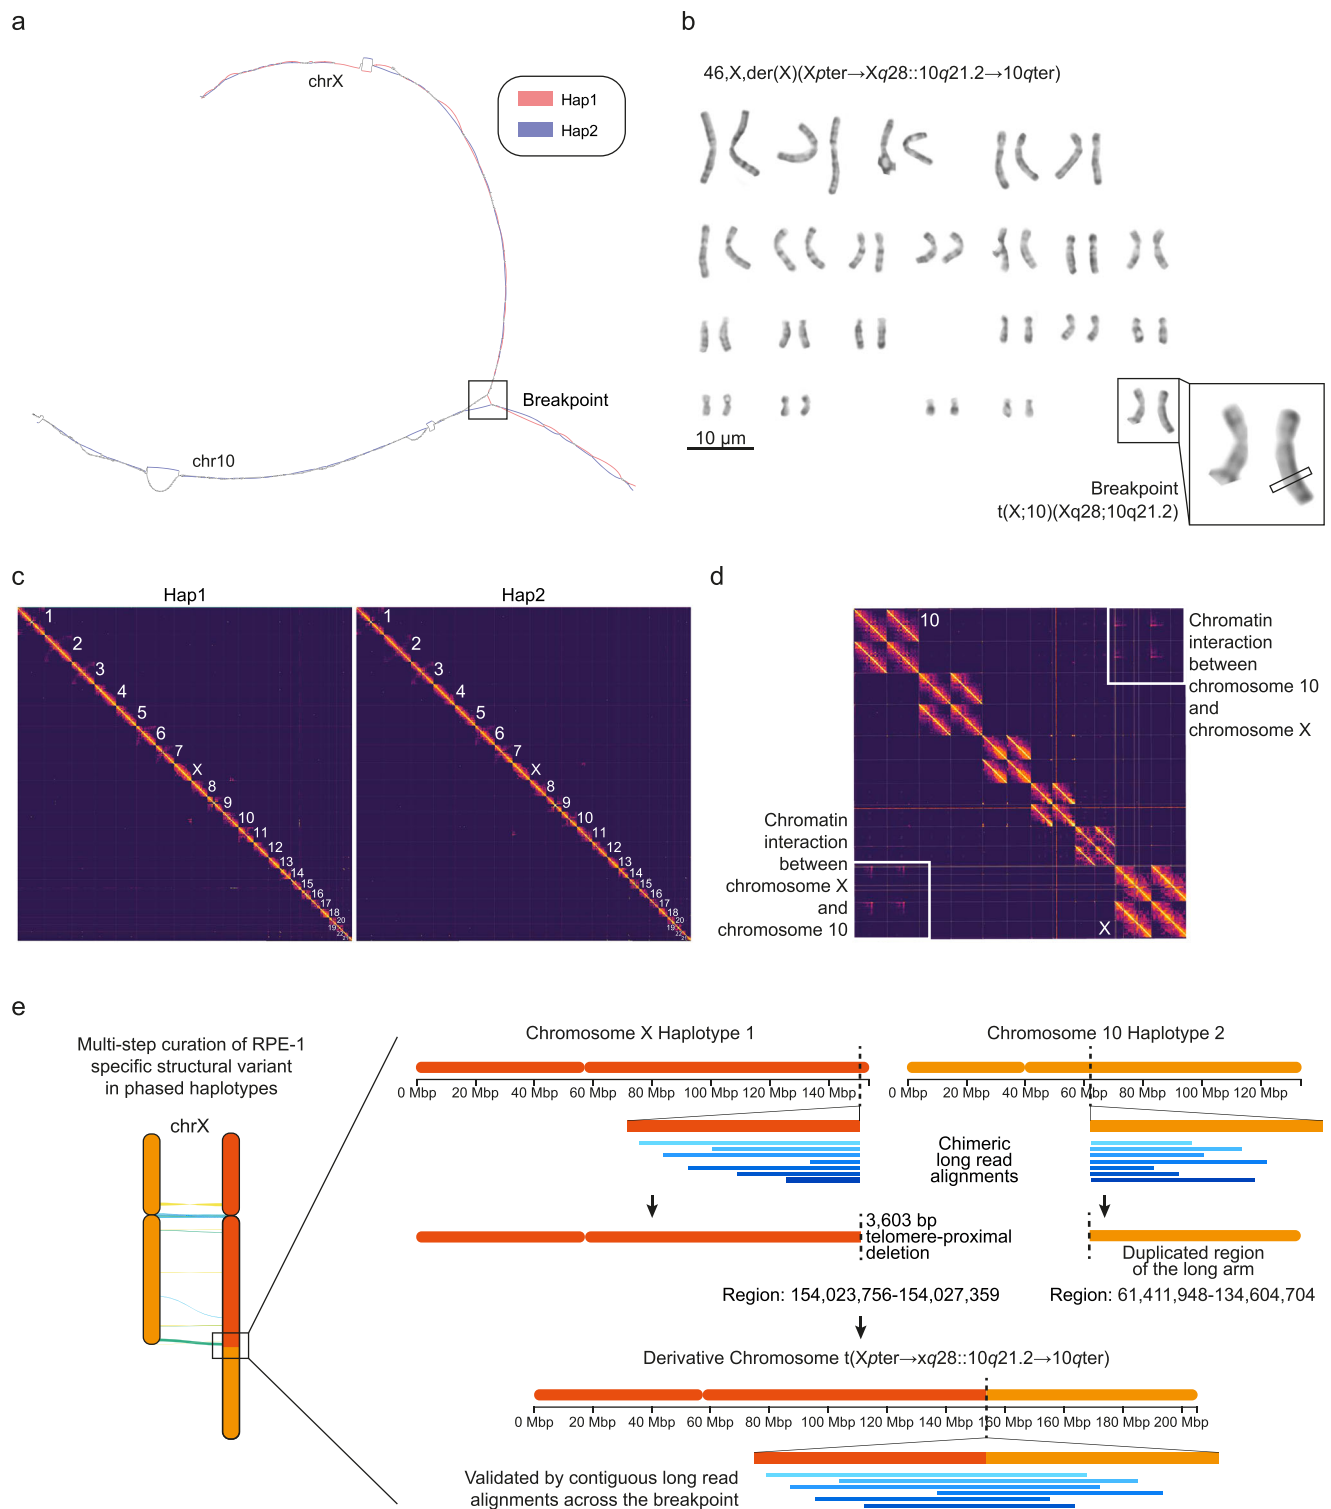 a
chrX
Hap1
Hap2
Breakpoint
chr10
b
46,X,der(X)(Xpter→Xq28::10q21.2→10qter)
10 µm
Breakpoint
t(X;10)(Xq28;10q21.2)
c
Hap1
1
2
3
4
5
6
7
X
8
9
10
11
12
13
14
15
16
17
18
20
19
22
21
Hap2
1
2
3
4
5
6
7
X
8
9
10
11
12
13
14
15
16
17
18
20
19
22
21
d
10
Chromatin
interaction
between
chromosome 10
and
chromosome X
Chromatin
interaction
between
chromosome X
and
chromosome 10
X
e
Multi-step curation of RPE-1
specific structural variant
in phased haplotypes
chrX
Chromosome X Haplotype 1
0 Mbp 20 Mbp 40 Mbp 60 Mbp 80 Mbp 100 Mbp 120 Mbp 140 Mbp
Chromosome 10 Haplotype 2
0 Mbp 20 Mbp 40 Mbp 60 Mbp 80 Mbp 100 Mbp 120 Mbp
Chimeric
long read
alignments
3,603 bp
telomere-proximal
deletion
Duplicated region
of the long arm
Region: 154,023,756-154,027,359
Region: 61,411,948-134,604,704
Derivative Chromosome t(Xpter→xq28::10q21.2→10qter)
0 Mbp 20 Mbp 40 Mbp 60 Mbp 80 Mbp 100 Mbp 120 Mbp 140 Mbp 150 Mbp 160 Mbp 180 Mbp 200 Mbp
Validated by contiguous long read
alignments across the breakpoint